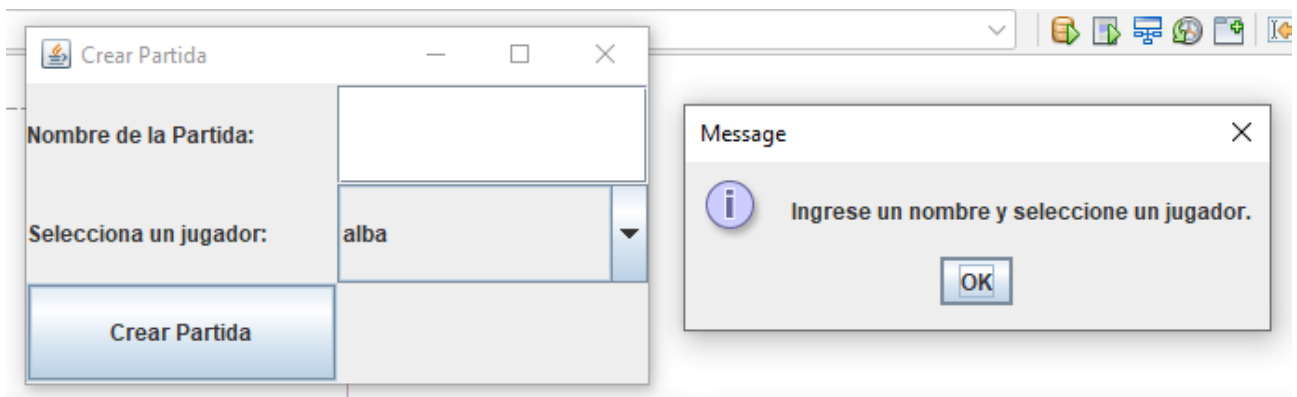 Crear Partida
Nombre de la Partida:
Selecciona un jugador:
alba
Crear Partida
Message
Ingrese un nombre y seleccione un jugador.
OK